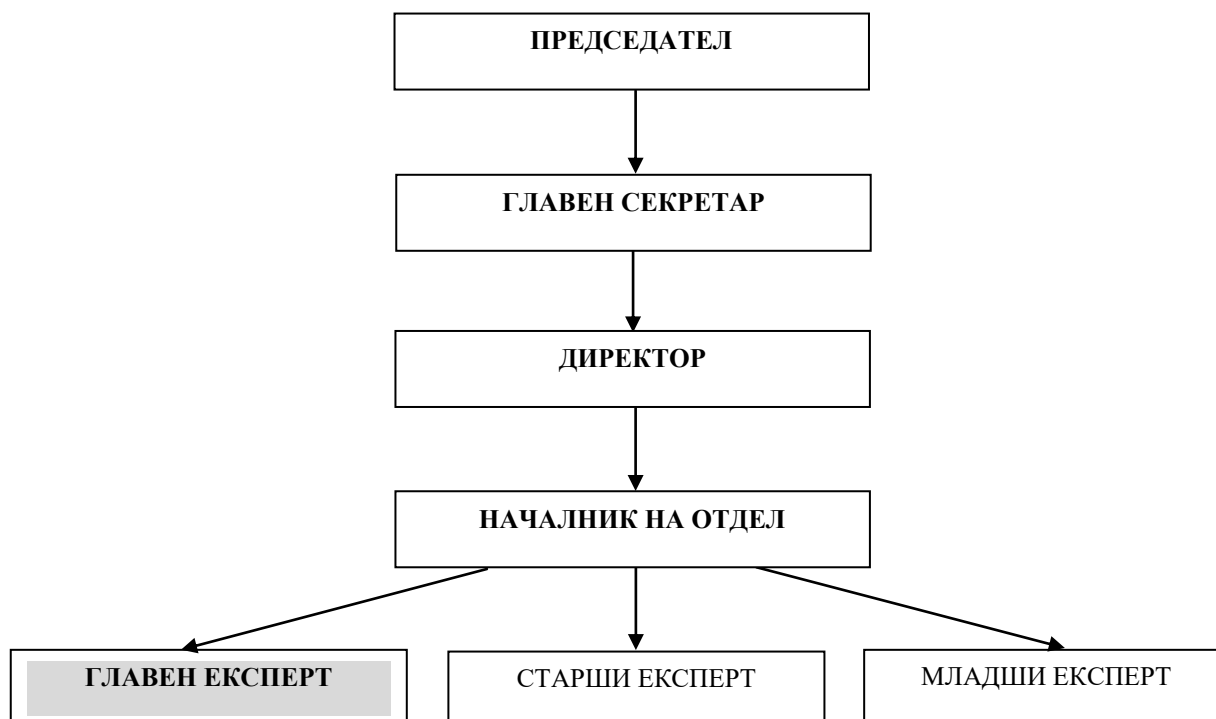 ПРЕДСЕДАТЕЛ
ГЛАВЕН СЕКРЕТАР
ДИРЕКТОР
НАЧАЛНИК НА ОТДЕЛ
ГЛАВЕН ЕКСПЕРТ
СТАРШИ ЕКСПЕРТ
МЛАДШИ ЕКСПЕРТ